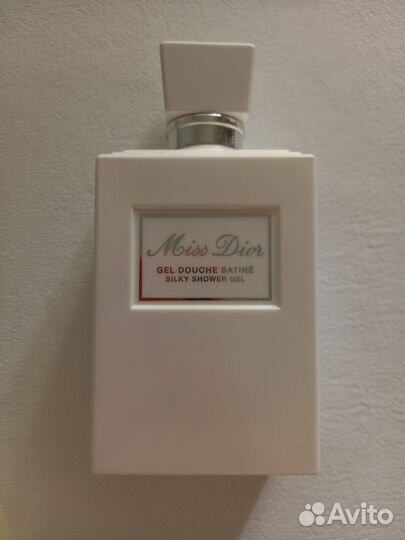 Miss Dior
GEL DOUCHE SATINÉ
SILKY SHOWER GEL
Avito